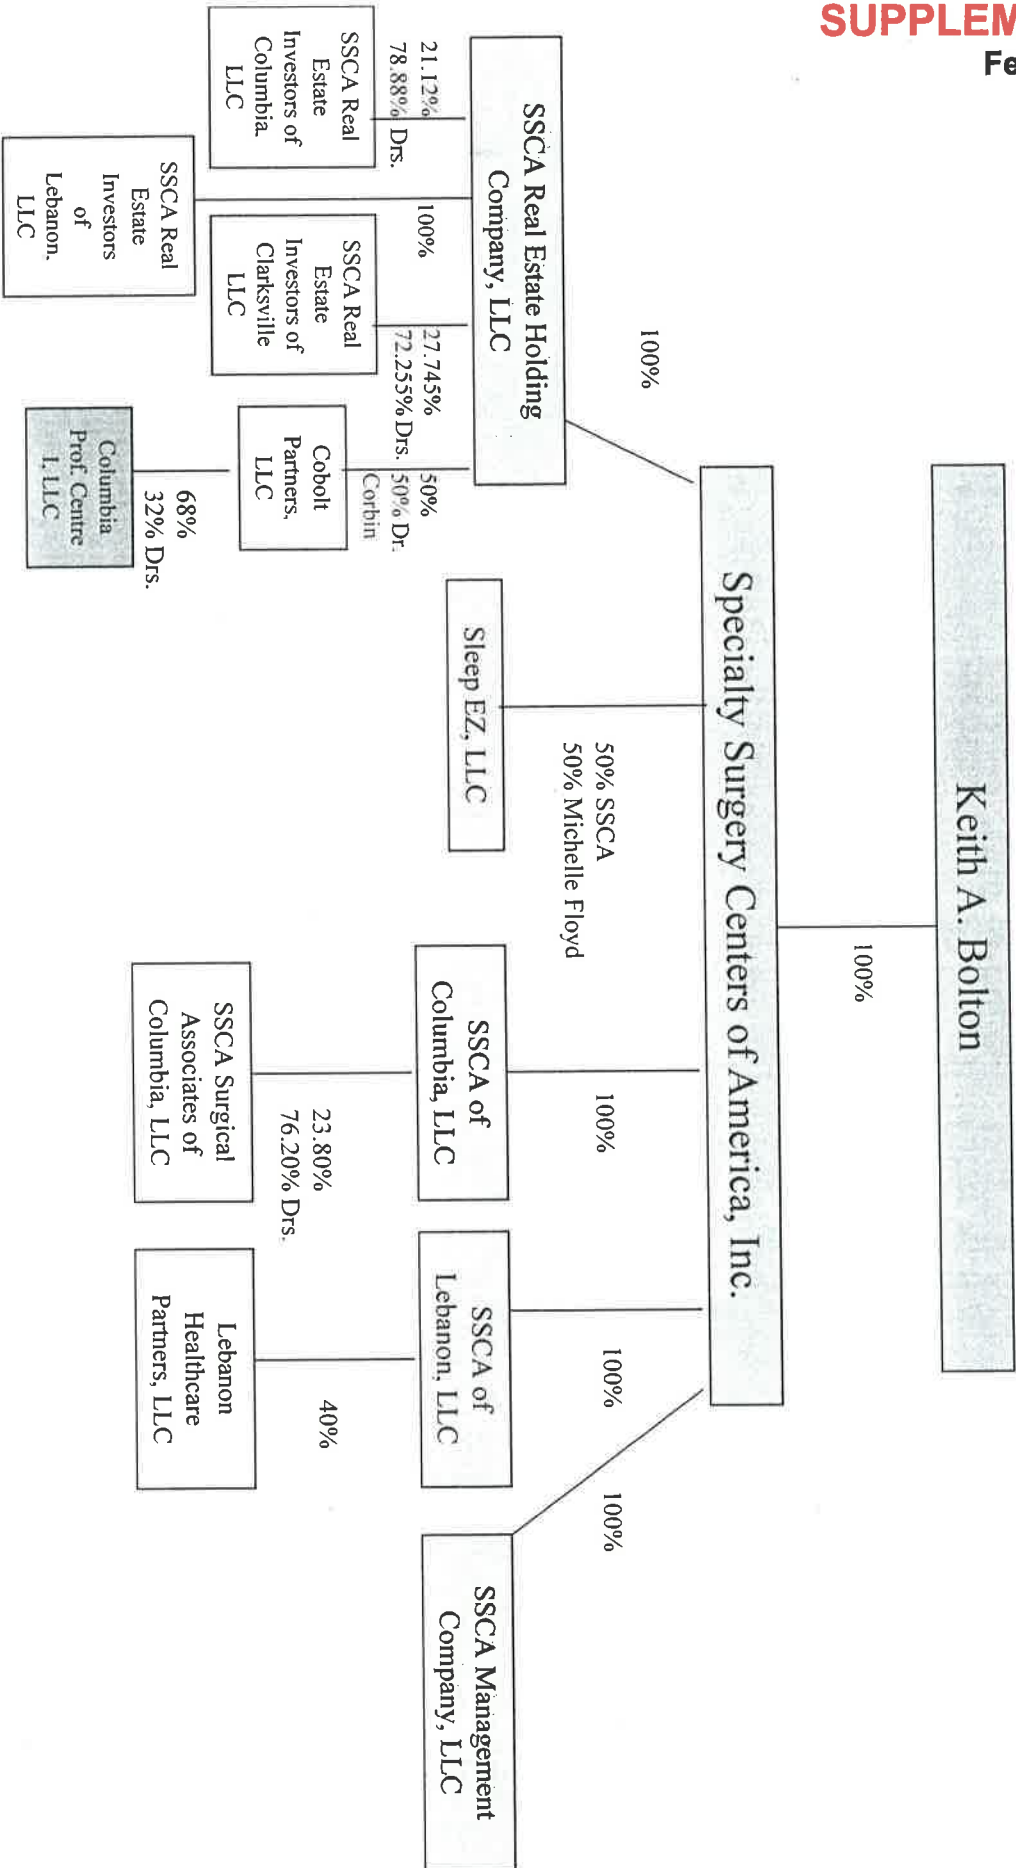 SUPPLEM
Fe
Keith A. Bolton
100%
Specialty Surgery Centers of America, Inc.
100%
50% SSCA
50% Michelle Floyd
100%
100%
100%
SSCA Real Estate Holding
Company, LLC
Sleep EZ, LLC
SSCA of
Columbia, LLC
SSCA of
Lebanon, LLC
SSCA Management
Company, LLC
21.12%
78.88% Drs.
100%
27.745%
72.255% Drs.
50%
50% Dr.
Corbin
23.80%
76.20% Drs.
40%
SSCA Real
Estate
Investors of
Columbia.
LLC
SSCA Real
Estate
Investors of
Clarksville
LLC
Cobolt
Partners,
LLC
SSCA Surgical
Associates of
Columbia, LLC
Lebanon
Healthcare
Partners, LLC
SSCA Real
Estate
Investors
of
Lebanon.
LLC
68%
32% Drs.
Columbia
Prof. Centre
I, LLC